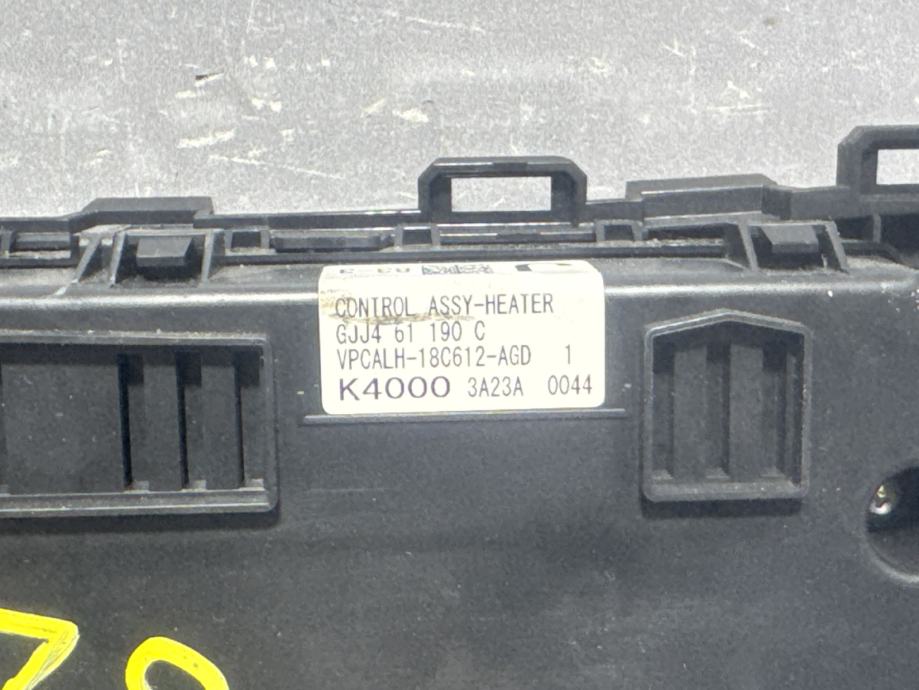 CONTROL ASSY-HEATER
GJJ4 61 190 C
VPCALH-18C612-AGD 1
K4000 3A23A 0044